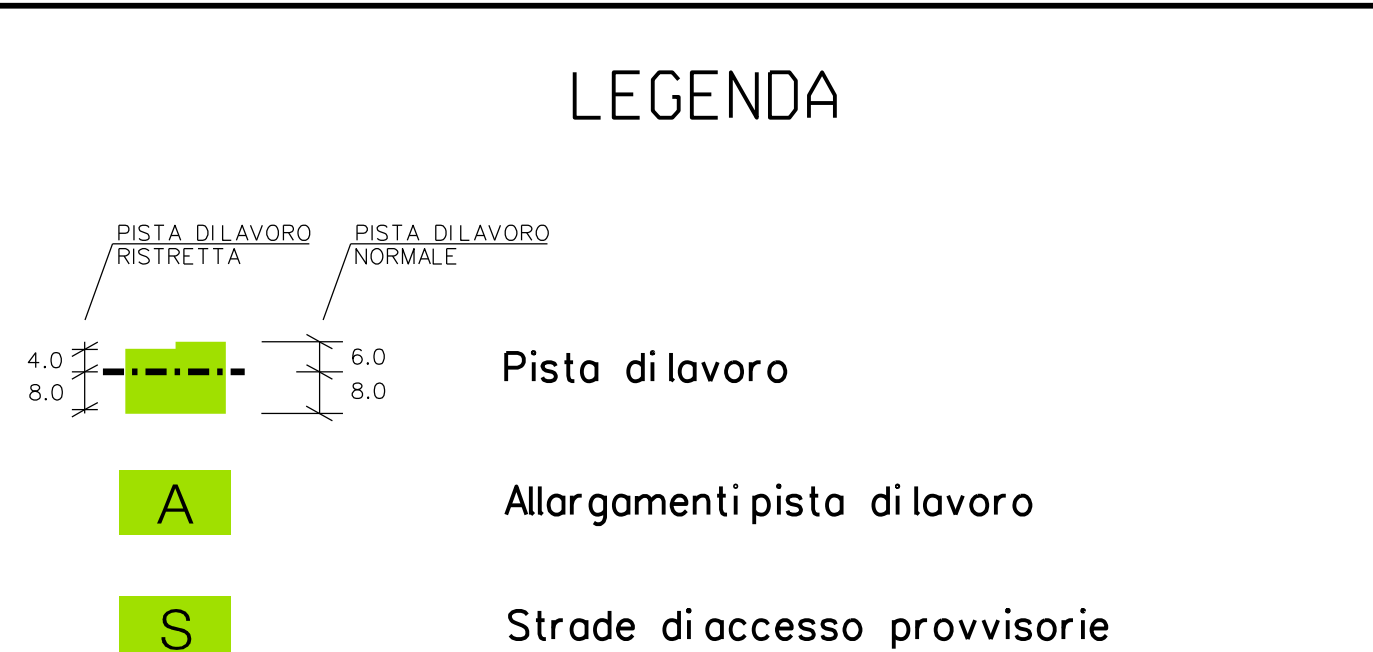 LEGENDA
PISTA DI LAVORO
RISTRETTA
PISTA DI LAVORO
NORMALE
4.0
8.0
6.0
8.0
Pista di lavoro
A
Allargamenti pista di lavoro
S
Strade di accesso provvisorie